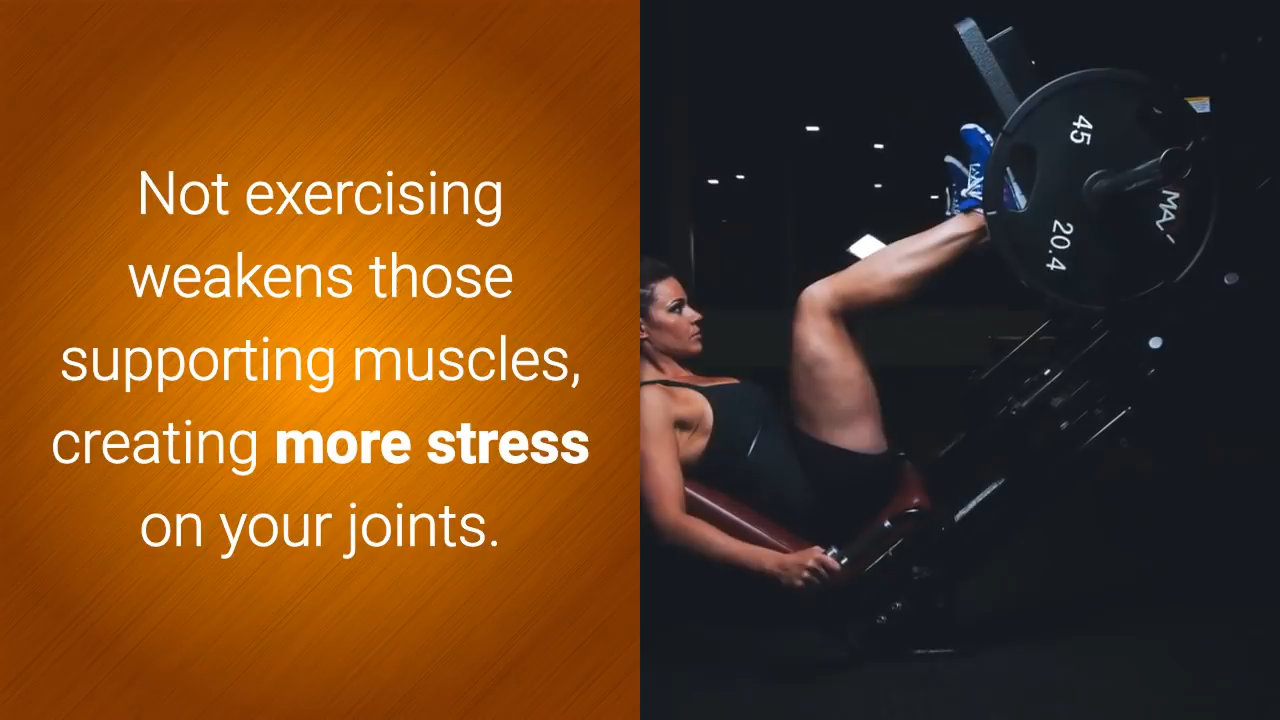 Not exercising
weakens those
supporting muscles,
creating more stress
on your joints.
45
20.4